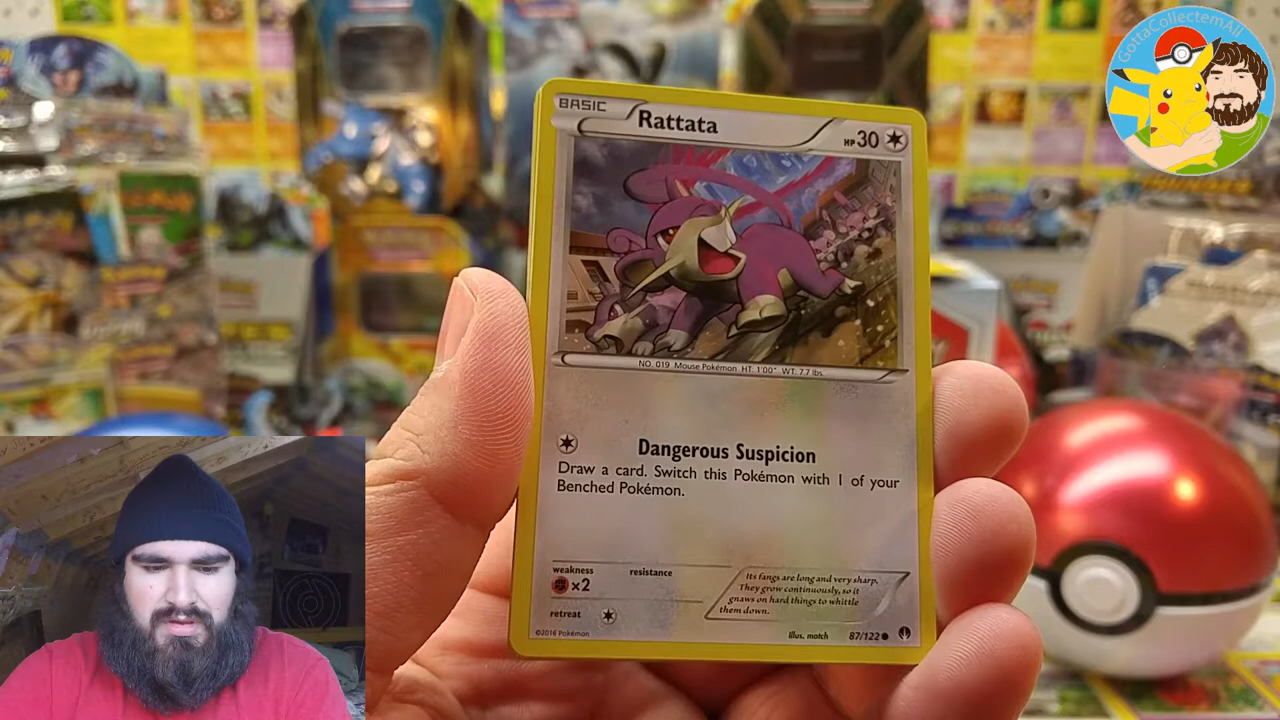 GottaCollectemAll
BASIC
Rattata
HP 30
NO. 019 Mouse Pokémon HT: 1'00" WT: 7.7 lbs.
Dangerous Suspicion
Draw a card. Switch this Pokémon with 1 of your
Benched Pokémon.
weakness
resistance
×2
Its fangs are long and very sharp.
They grow continuously, so it
gnaws on hard things to whittle
them down.
retreat
©2016 Pokémon
Illus. match
87/122